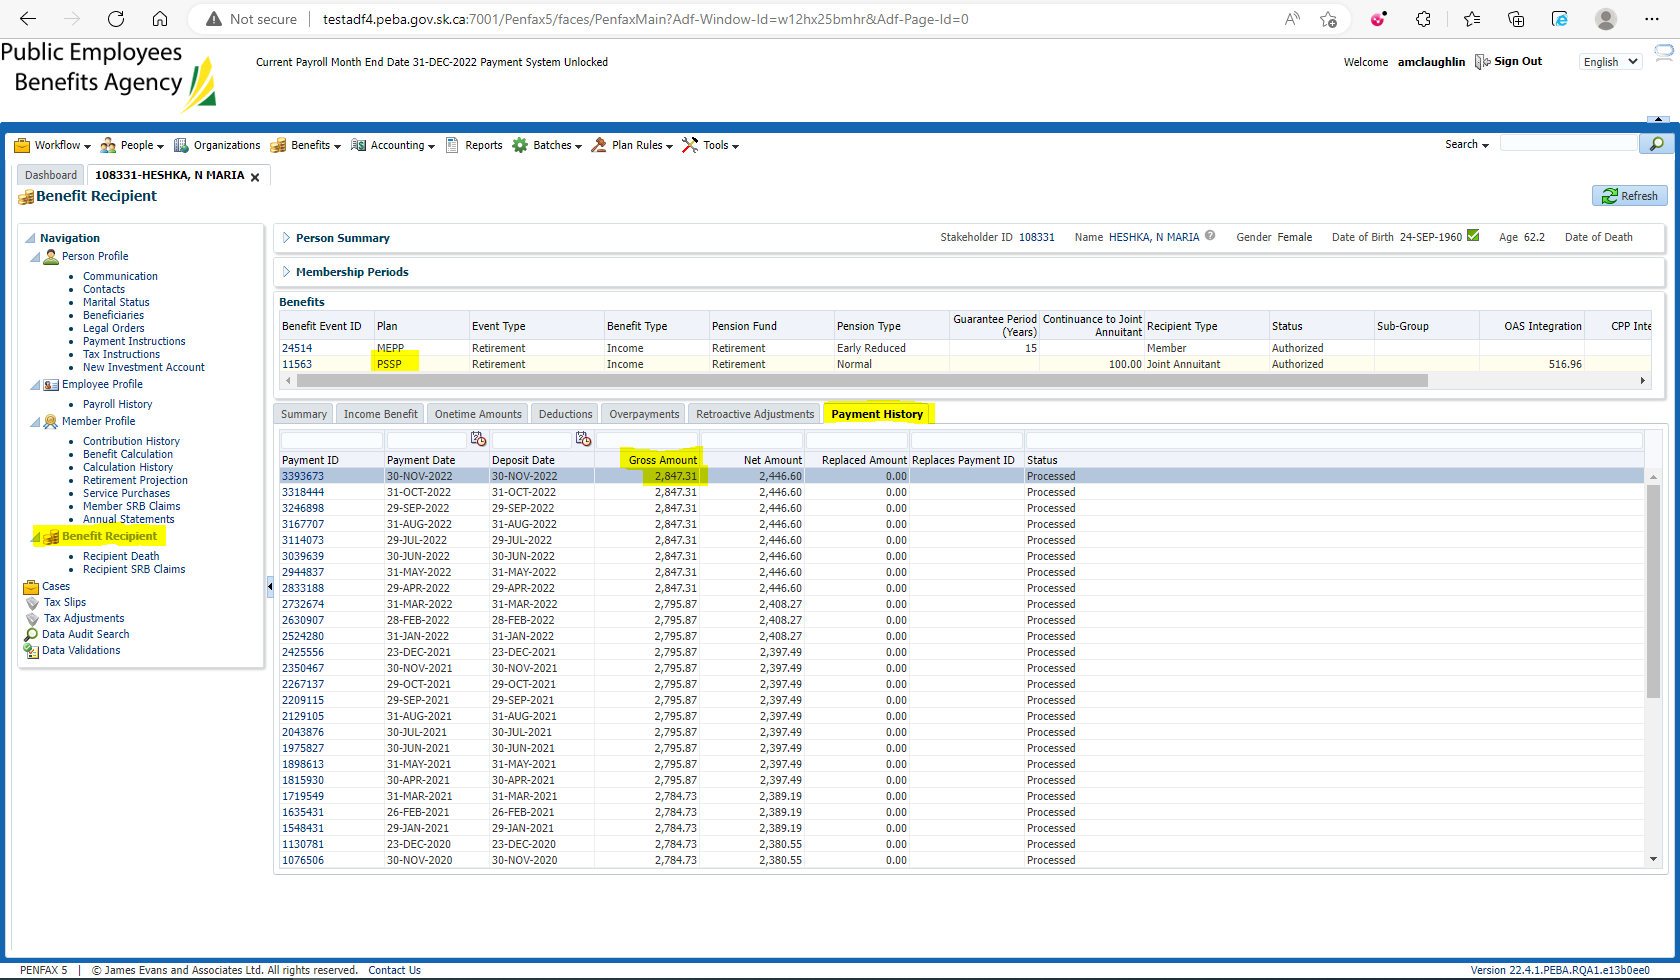 Not secure | testadf4.peba.gov.sk.ca:7001/Penfax5/faces/PenfaxMain?Adf-Window-Id=w12hx25bmhr&Adf-Page-Id=0
Public Employees
Benefits Agency
Current Payroll Month End Date 31-DEC-2022 Payment System Unlocked
Welcome amclaughlin Sign Out English
Workflow People Organizations Benefits Accounting Reports Batches Plan Rules Tools Search
Dashboard 108331-HESHKA, N MARIA
Benefit Recipient Refresh
Navigation
Person Profile
Communication
Contacts
Marital Status
Beneficiaries
Legal Orders
Payment Instructions
Tax Instructions
New Investment Account
Employee Profile
Payroll History
Member Profile
Contribution History
Benefit Calculation
Calculation History
Retirement Projection
Service Purchases
Member SRB Claims
Annual Statements
Benefit Recipient
Recipient Death
Recipient SRB Claims
Cases
Tax Slips
Tax Adjustments
Data Audit Search
Data Validations
Person Summary Stakeholder ID 108331 Name HESHKA, N MARIA Gender Female Date of Birth 24-SEP-1960 Age 62.2 Date of Death
Membership Periods
Benefits
Benefit Event ID Plan Event Type Benefit Type Pension Fund Pension Type Guarantee Period (Years) Continuance to Joint Annuitant Recipient Type Status Sub-Group OAS Integration CPP Inte
24514 MEPP Retirement Income Retirement Early Reduced 15 Member Authorized
11563 PSSP Retirement Income Retirement Normal 100.00 Joint Annuitant Authorized 516.96
Summary Income Benefit Onetime Amounts Deductions Overpayments Retroactive Adjustments Payment History
Payment ID Payment Date Deposit Date Gross Amount Net Amount Replaced Amount Replaces Payment ID Status
3393673 30-NOV-2022 30-NOV-2022 2,847.31 2,446.60 0.00 Processed
3318444 31-OCT-2022 31-OCT-2022 2,847.31 2,446.60 0.00 Processed
3246898 29-SEP-2022 29-SEP-2022 2,847.31 2,446.60 0.00 Processed
3167707 31-AUG-2022 31-AUG-2022 2,847.31 2,446.60 0.00 Processed
3114073 29-JUL-2022 29-JUL-2022 2,847.31 2,446.60 0.00 Processed
3039639 30-JUN-2022 30-JUN-2022 2,847.31 2,446.60 0.00 Processed
2944837 31-MAY-2022 31-MAY-2022 2,847.31 2,446.60 0.00 Processed
2833188 29-APR-2022 29-APR-2022 2,847.31 2,446.60 0.00 Processed
2732674 31-MAR-2022 31-MAR-2022 2,795.87 2,408.27 0.00 Processed
2630907 28-FEB-2022 28-FEB-2022 2,795.87 2,408.27 0.00 Processed
2524280 31-JAN-2022 31-JAN-2022 2,795.87 2,408.27 0.00 Processed
2425556 23-DEC-2021 23-DEC-2021 2,795.87 2,397.49 0.00 Processed
2350467 30-NOV-2021 30-NOV-2021 2,795.87 2,397.49 0.00 Processed
2267137 29-OCT-2021 29-OCT-2021 2,795.87 2,397.49 0.00 Processed
2209115 29-SEP-2021 29-SEP-2021 2,795.87 2,397.49 0.00 Processed
2129105 31-AUG-2021 31-AUG-2021 2,795.87 2,397.49 0.00 Processed
2043876 30-JUL-2021 30-JUL-2021 2,795.87 2,397.49 0.00 Processed
1975827 30-JUN-2021 30-JUN-2021 2,795.87 2,397.49 0.00 Processed
1898613 31-MAY-2021 31-MAY-2021 2,795.87 2,397.49 0.00 Processed
1815930 30-APR-2021 30-APR-2021 2,795.87 2,397.49 0.00 Processed
1719549 31-MAR-2021 31-MAR-2021 2,784.73 2,389.19 0.00 Processed
1635431 26-FEB-2021 26-FEB-2021 2,784.73 2,389.19 0.00 Processed
1548431 29-JAN-2021 29-JAN-2021 2,784.73 2,389.19 0.00 Processed
1130781 23-DEC-2020 23-DEC-2020 2,784.73 2,380.55 0.00 Processed
1076506 30-NOV-2020 30-NOV-2020 2,784.73 2,380.55 0.00 Processed
PENFAX 5 | © James Evans and Associates Ltd. All rights reserved. Contact Us Version 22.4.1.PEBA.RQA1.e13b0ee0